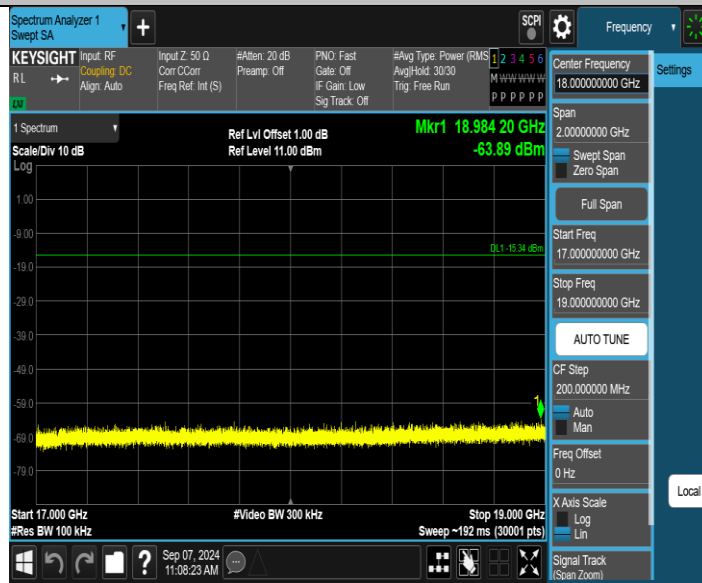 Spectrum Analyzer 1
Swept SA
SCPI
Frequency
KEYSIGHT
RL
Input: RF
Coupling: DC
Align: Auto
Input Z: 50 Ω
Corr CCorr
Freq Ref: Int (S)
#Atten: 20 dB
Preamp: Off
PNO: Fast
Gate: Off
IF Gain: Low
Sig Track: Off
#Avg Type: Power (RMS
Avg|Hold: 30/30
Trig: Free Run
1 2 3 4 5 6
M W W W W W
P P P P P P
1 Spectrum
Scale/Div 10 dB
Log
Ref Lvl Offset 1.00 dB
Ref Level 11.00 dBm
Mkr1 18.984 20 GHz
-63.89 dBm
1.00
-9.00
DL1 -15.34 dBm
-19.0
-29.0
-39.0
-49.0
-59.0
1
-69.0
-79.0
Start 17.000 GHz
#Res BW 100 kHz
#Video BW 300 kHz
Stop 19.000 GHz
Sweep ~192 ms (30001 pts)
Sep 07, 2024
11:08:23 AM
Center Frequency
18.000000000 GHz
Settings
Span
2.00000000 GHz
Swept Span
Zero Span
Full Span
Start Freq
17.000000000 GHz
Stop Freq
19.000000000 GHz
AUTO TUNE
CF Step
200.000000 MHz
Auto
Man
Freq Offset
0 Hz
X Axis Scale
Log
Lin
Local
Signal Track
(Span Zoom)